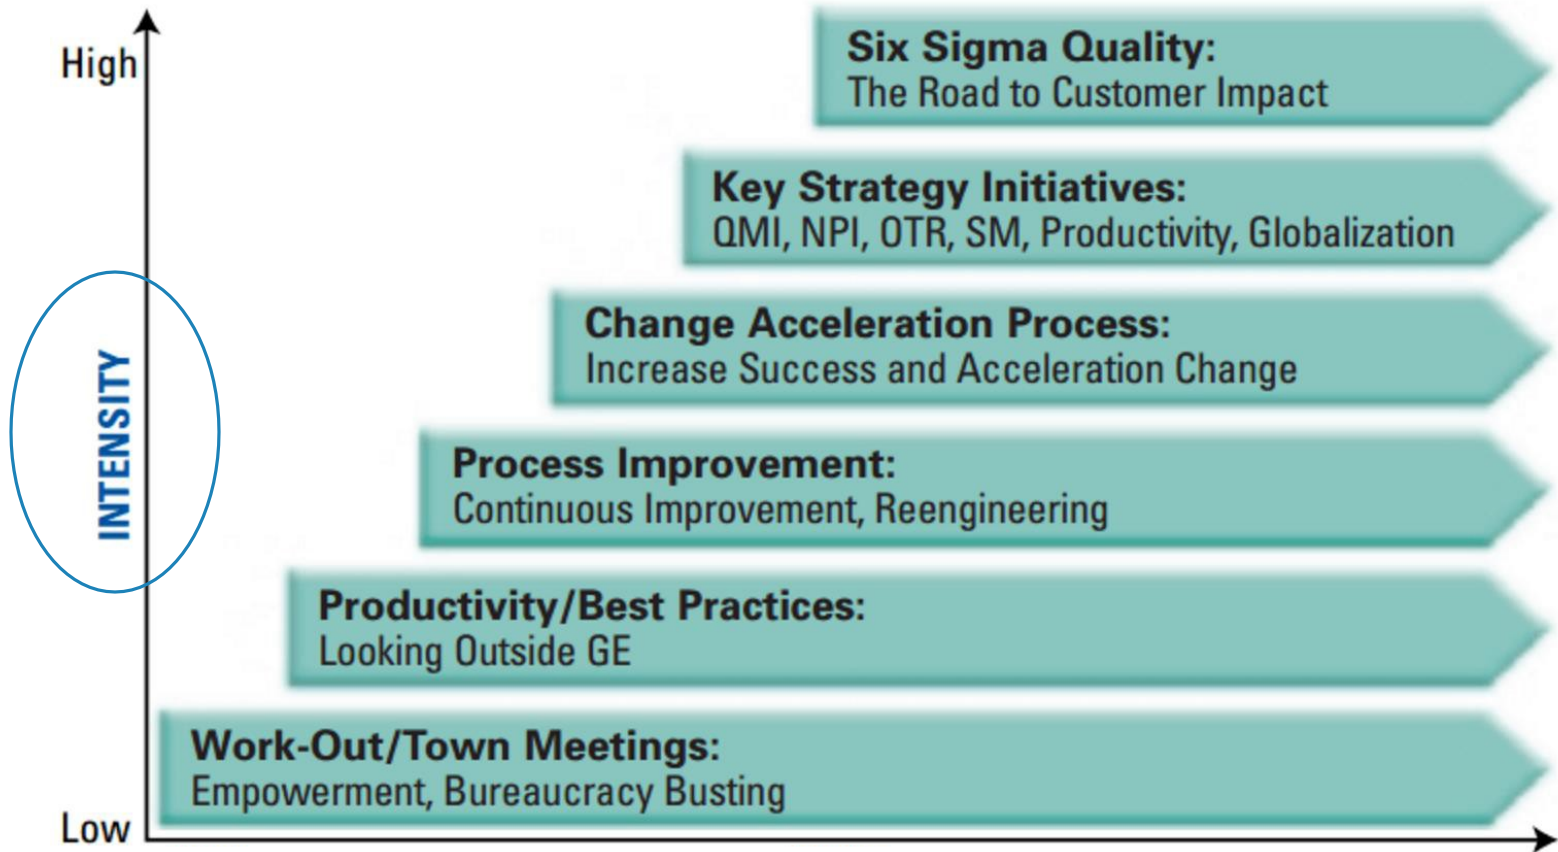 High
Six Sigma Quality:
The Road to Customer Impact
Key Strategy Initiatives:
QMI, NPI, OTR, SM, Productivity, Globalization
Change Acceleration Process:
Increase Success and Acceleration Change
INTENSITY
Process Improvement:
Continuous Improvement, Reengineering
Productivity/Best Practices:
Looking Outside GE
Work-Out/Town Meetings:
Empowerment, Bureaucracy Busting
Low